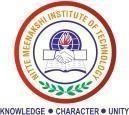 NITTE MEENAKSHI INSTITUTE OF TECHNOLOGY
KNOWLEDGE ● CHARACTER ● UNITY